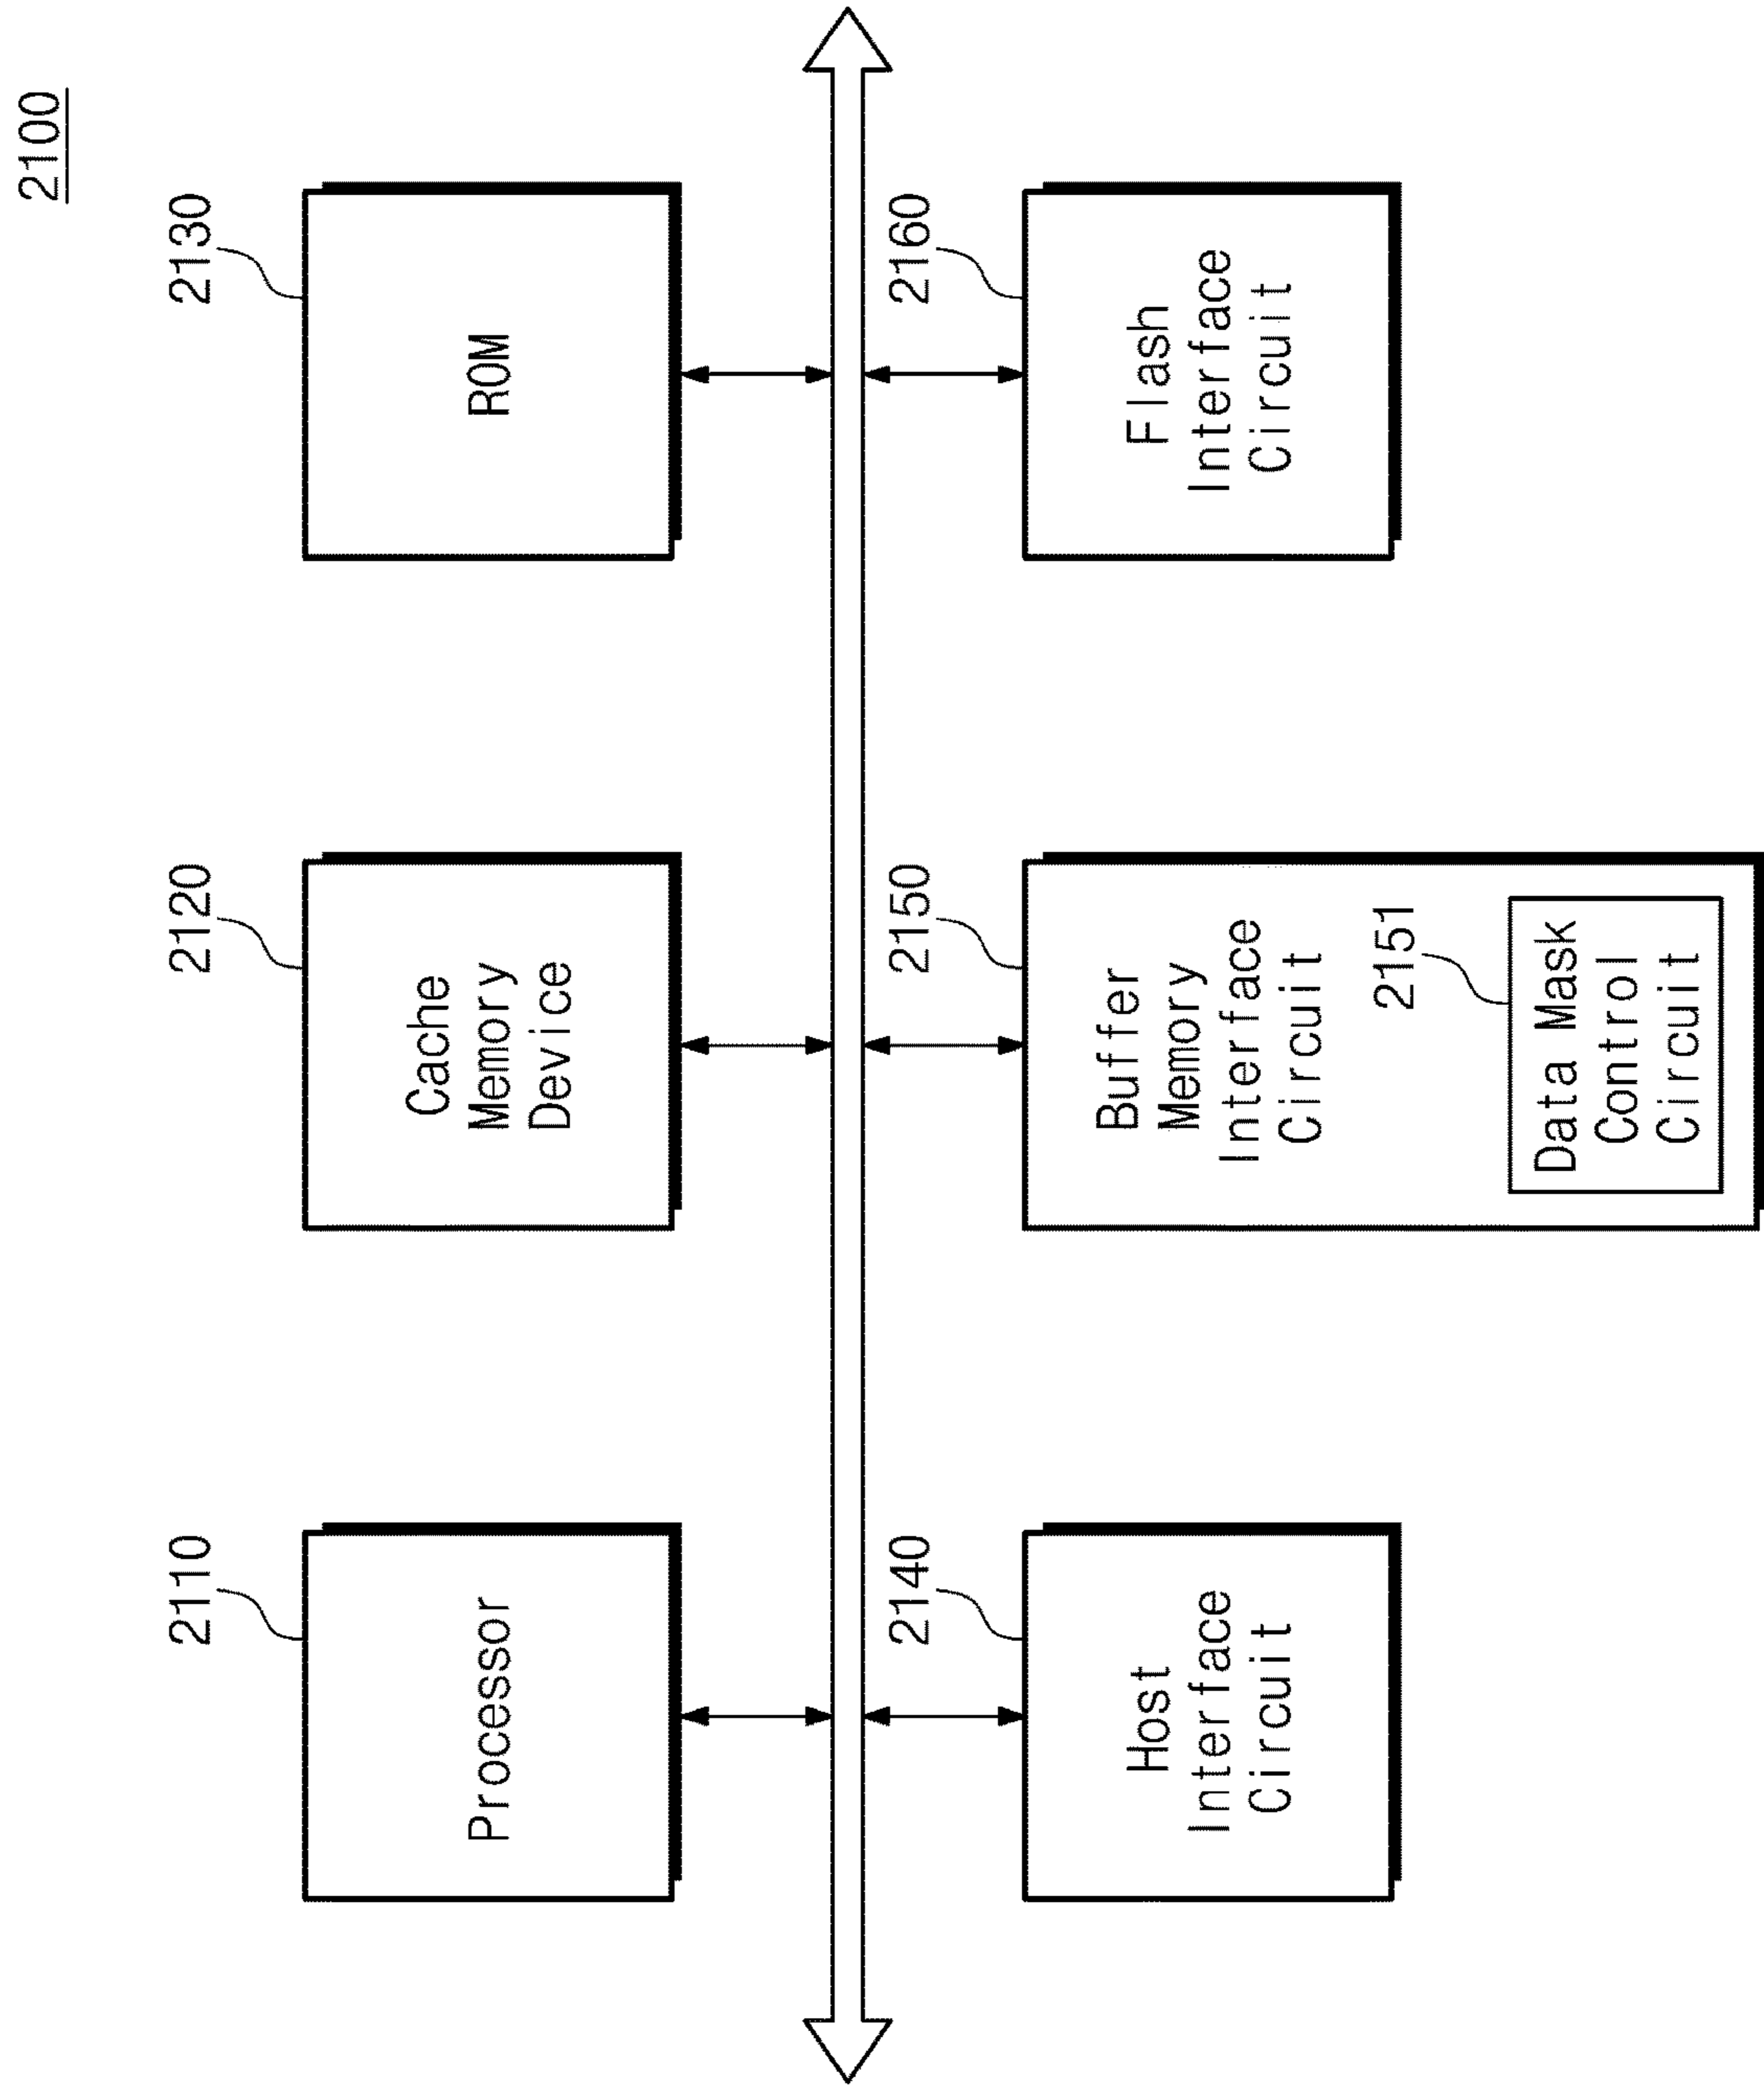 2100
2110
Processor
2120
Cache
Memory
Device
2130
ROM
2140
Host
Interface
Circuit
2150
Buffer
Memory
Interface
Circuit
2151
Data Mask
Control
Circuit
2160
Flash
Interface
Circuit